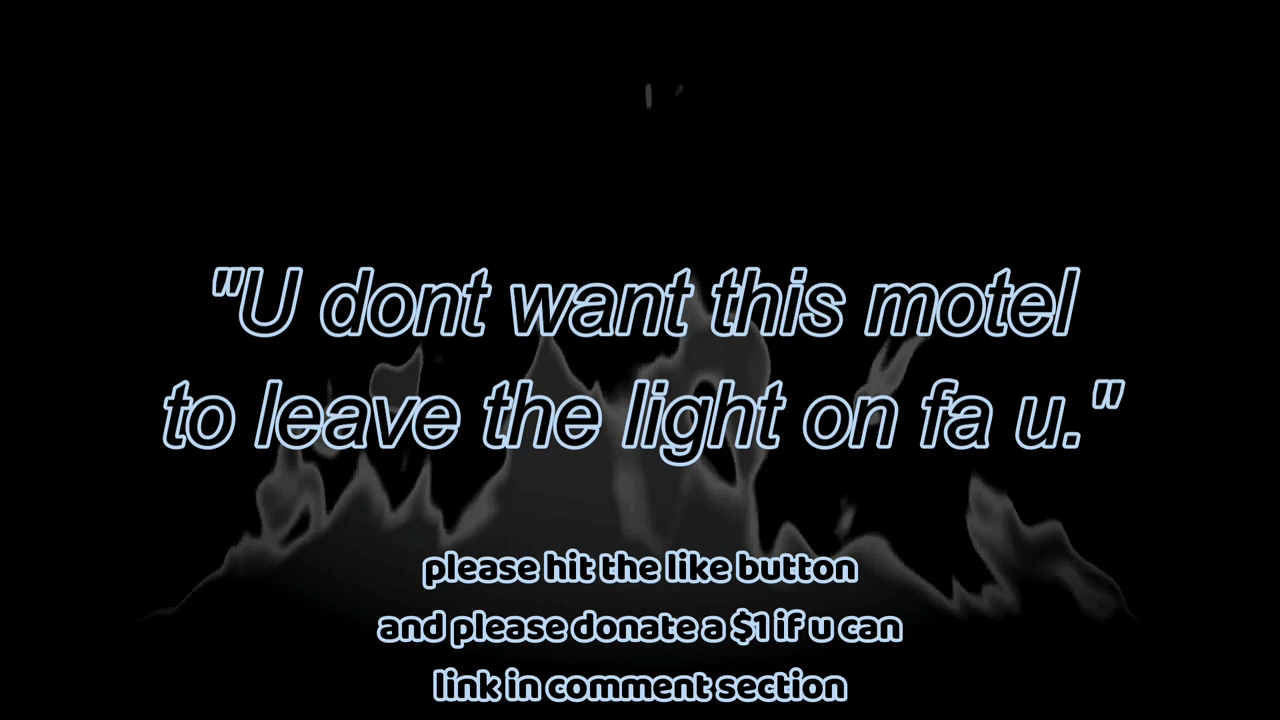 "U dont want this motel
to leave the light on fa u."
please hit the like button
and please donate a $1 if u can
link in comment section